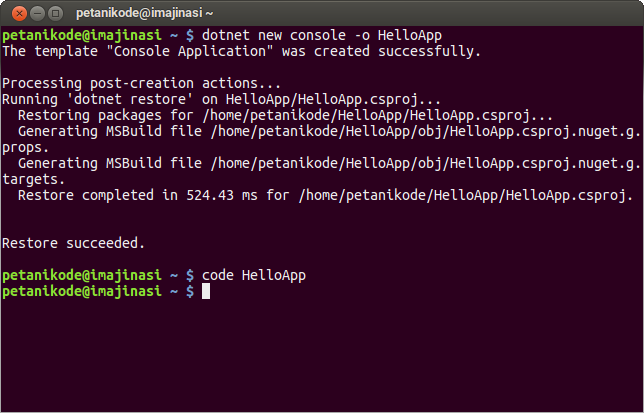 petanikode@imajinasi ~
petanikode@imajinasi ~ $ dotnet new console -o HelloApp
The template "Console Application" was created successfully.
Processing post-creation actions...
Running 'dotnet restore' on HelloApp/HelloApp.csproj...
Restoring packages for /home/petanikode/HelloApp/HelloApp.csproj...
Generating MSBuild file /home/petanikode/HelloApp/obj/HelloApp.csproj.nuget.g.
props.
Generating MSBuild file /home/petanikode/HelloApp/obj/HelloApp.csproj.nuget.g.
targets.
Restore completed in 524.43 ms for /home/petanikode/HelloApp/HelloApp.csproj.
Restore succeeded.
petanikode@imajinasi ~ $ code HelloApp
petanikode@imajinasi ~ $